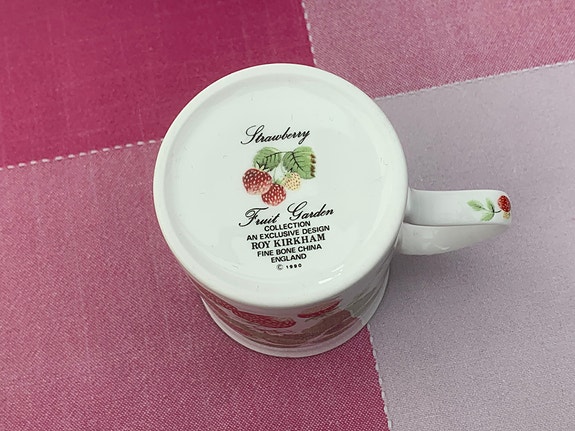 Strawberry
Fruit Garden
COLLECTION
AN EXCLUSIVE DESIGN
ROY KIRKHAM
FINE BONE CHINA
ENGLAND
© 1990